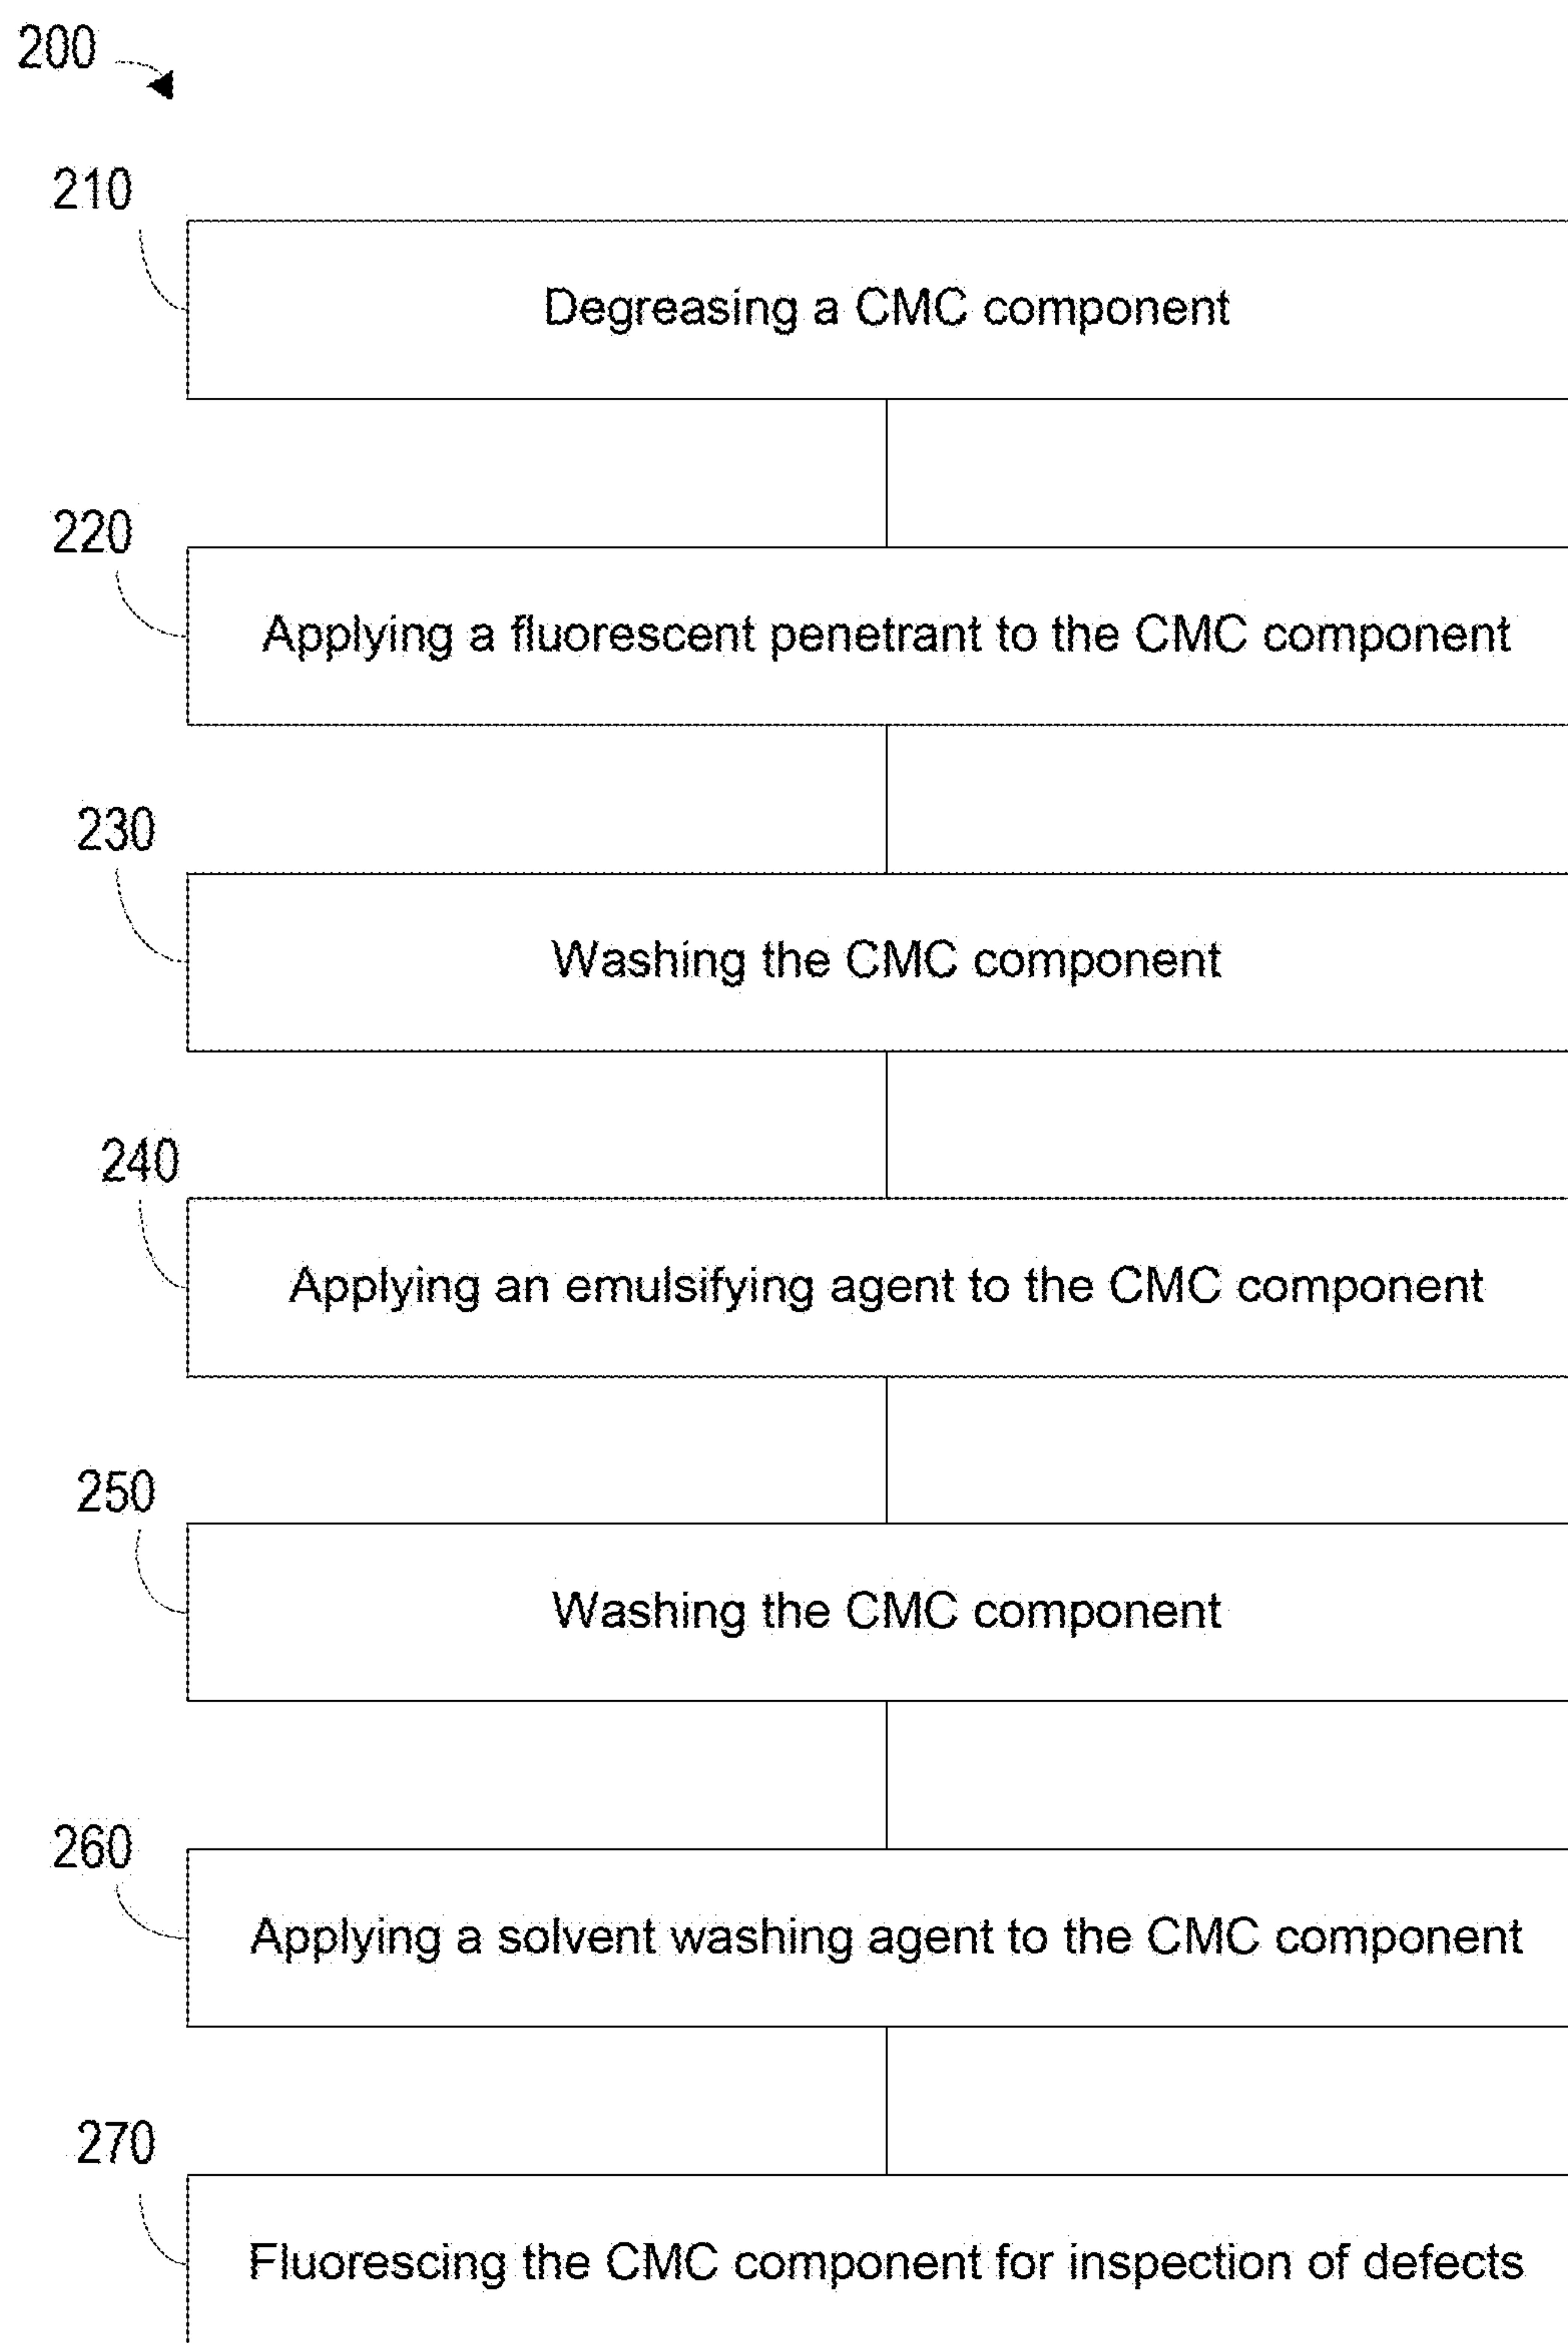 200
210
Degreasing a CMC component
220
Applying a fluorescent penetrant to the CMC component
230
Washing the CMC component
240
Applying an emulsifying agent to the CMC component
250
Washing the CMC component
260
Applying a solvent washing agent to the CMC component
270
Fluorescing the CMC component for inspection of defects